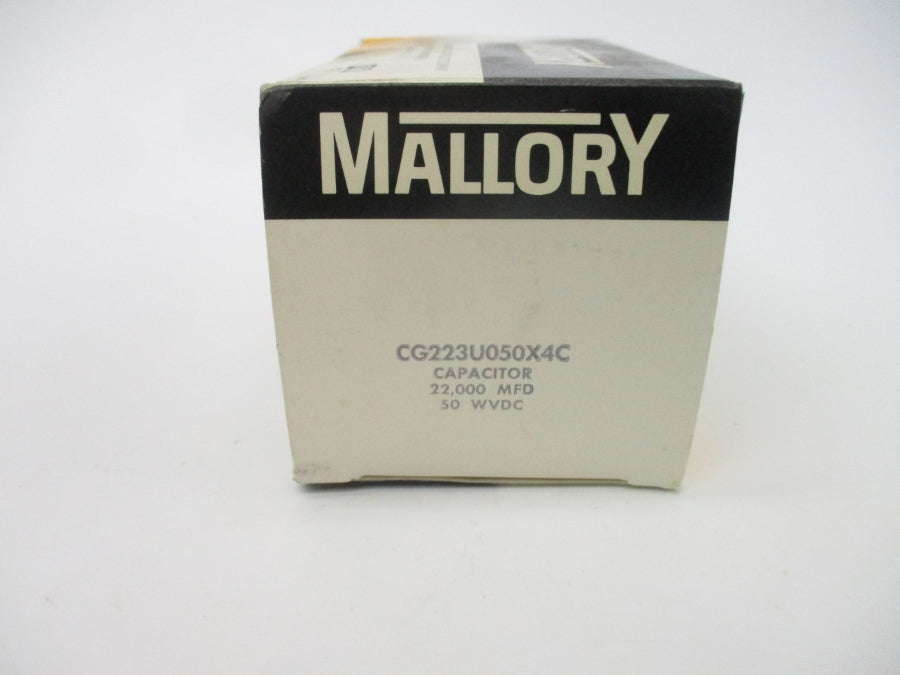 MALLORY
CG223U050X4C
CAPACITOR
22,000 MFD
50 WVDC